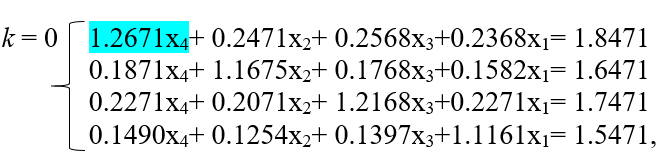 k = 0 1.2671x₄+ 0.2471x₂+ 0.2568x₃+0.2368x₁= 1.8471
0.1871x₄+ 1.1675x₂+ 0.1768x₃+0.1582x₁= 1.6471
0.2271x₄+ 0.2071x₂+ 1.2168x₃+0.2271x₁= 1.7471
0.1490x₄+ 0.1254x₂+ 0.1397x₃+1.1161x₁= 1.5471,